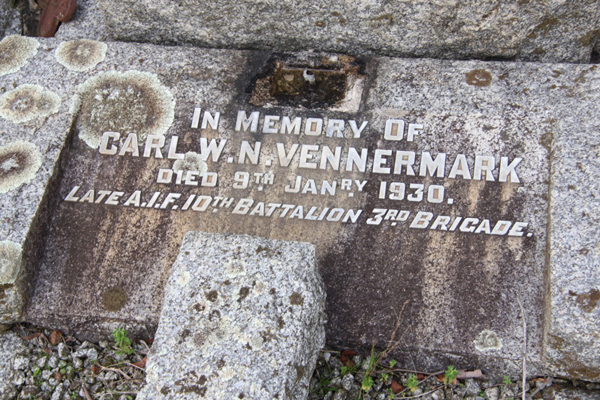 IN MEMORY OF
CARL W.N. VENNERMARK
DIED 9TH JANRY 1930.
LATE A.I.F. 10TH BATTALION 3RD BRIGADE.